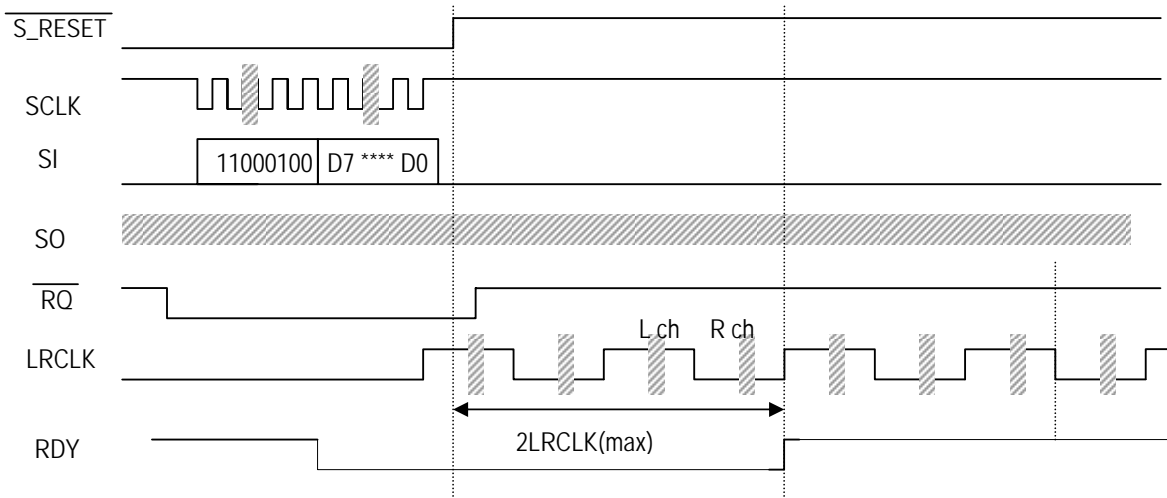 S_RESET
SCLK
SI
11000100 D7 **** D0
SO
RQ
L ch R ch
LRCLK
2LRCLK(max)
RDY